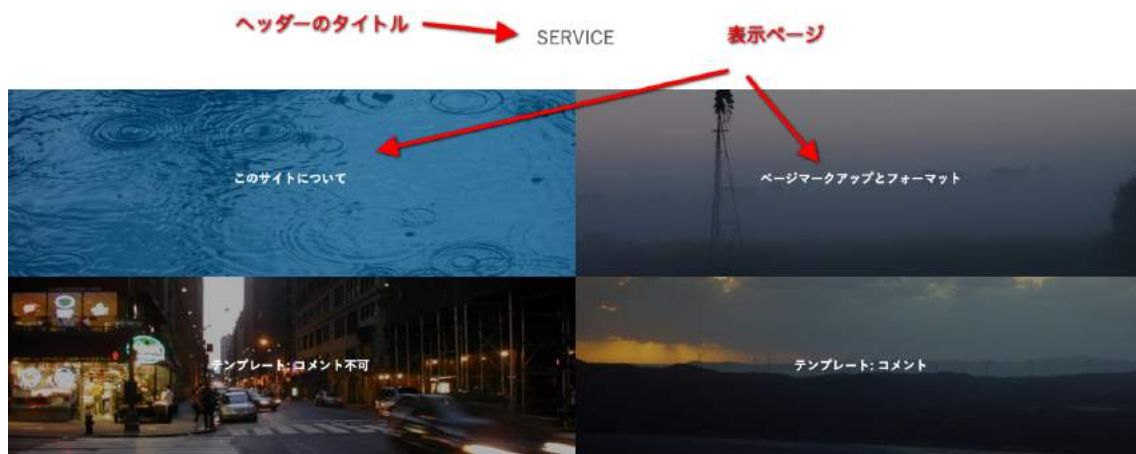 ヘッダーのタイトル
SERVICE
表示ページ
このサイトについて
ページマークアップとフォーマット
テンプレート: コメント不可
テンプレート: コメント